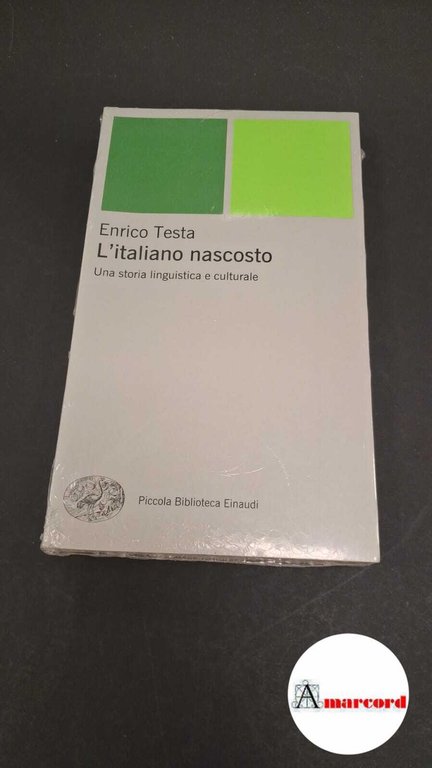 Enrico Testa
L'italiano nascosto
Una storia linguistica e culturale
Piccola Biblioteca Einaudi
Amarcord